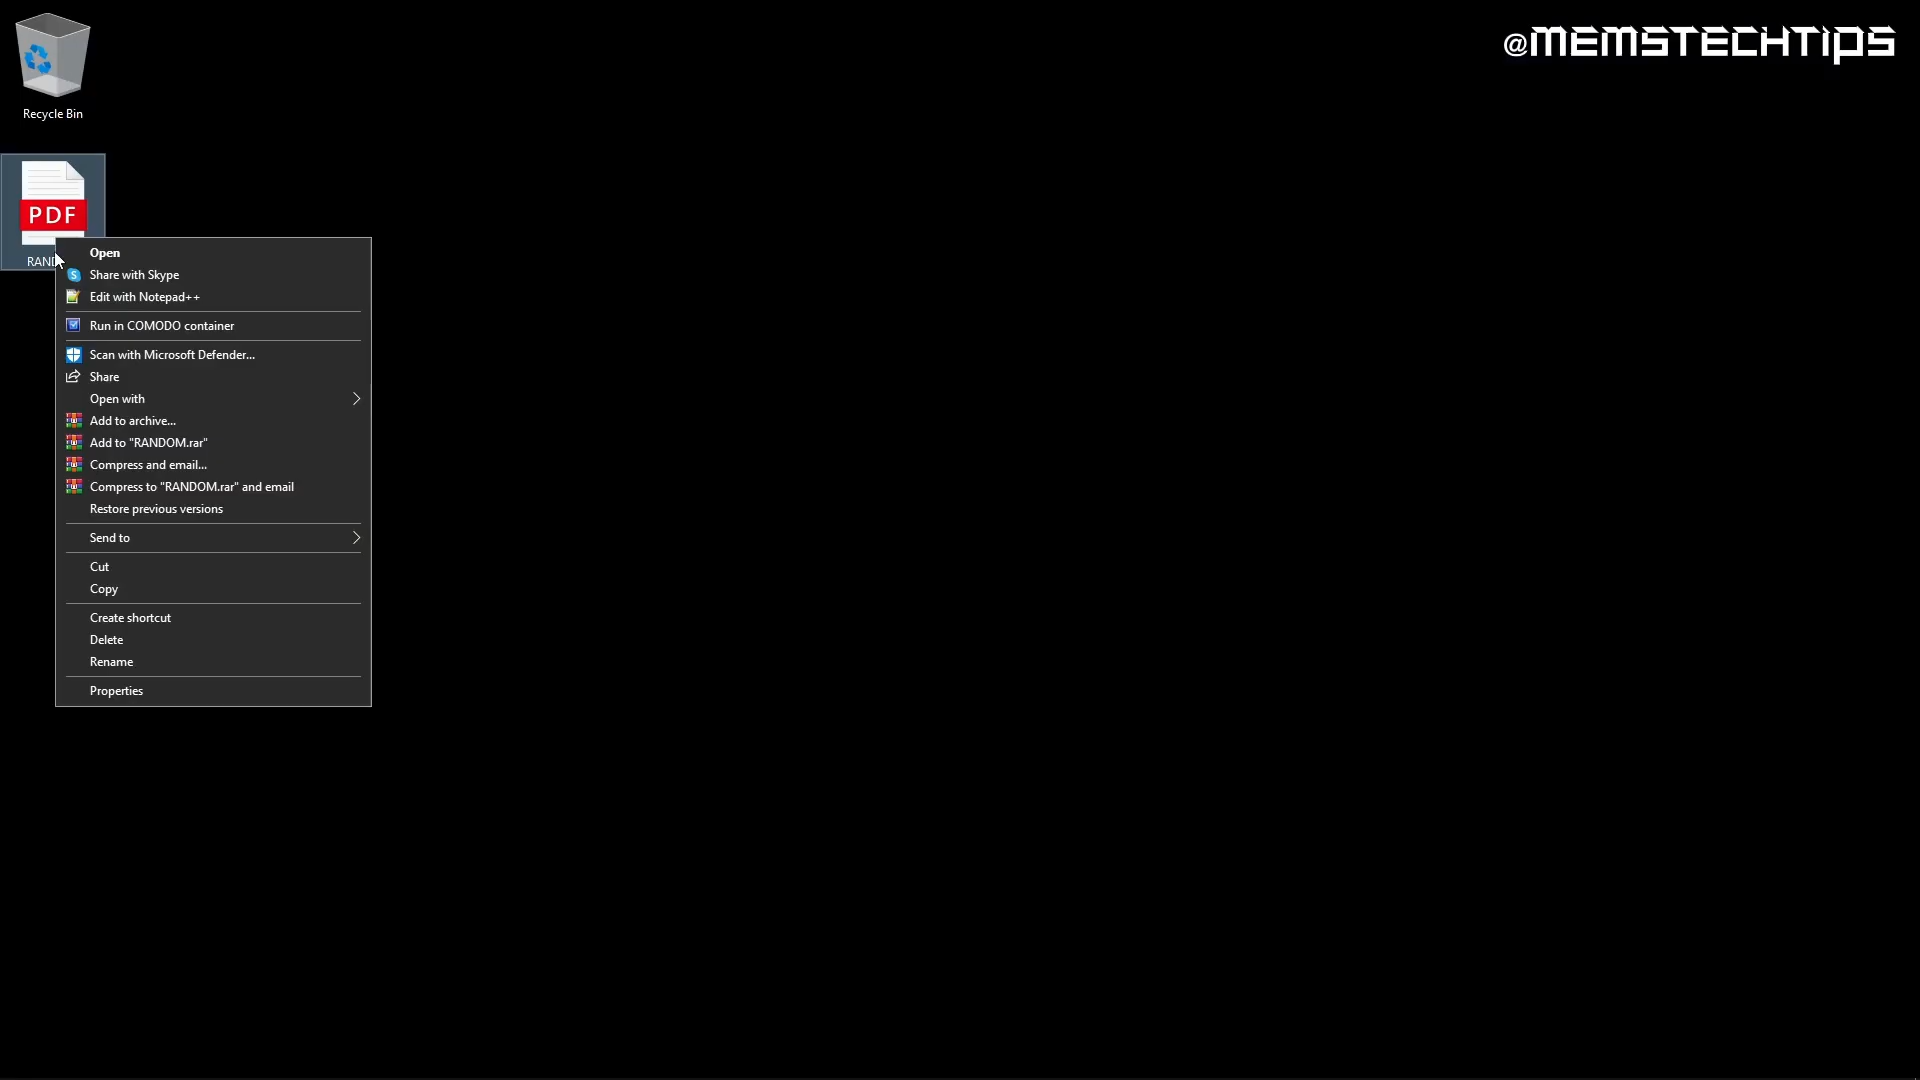 @MEMSTECHTIPS
Recycle Bin
PDF
Open
Share with Skype
Edit with Notepad++
Run in COMODO container
Scan with Microsoft Defender...
Share
Open with
Add to archive...
Add to "RANDOM.rar"
Compress and email...
Compress to "RANDOM.rar" and email
Restore previous versions
Send to
Cut
Copy
Create shortcut
Delete
Rename
Properties